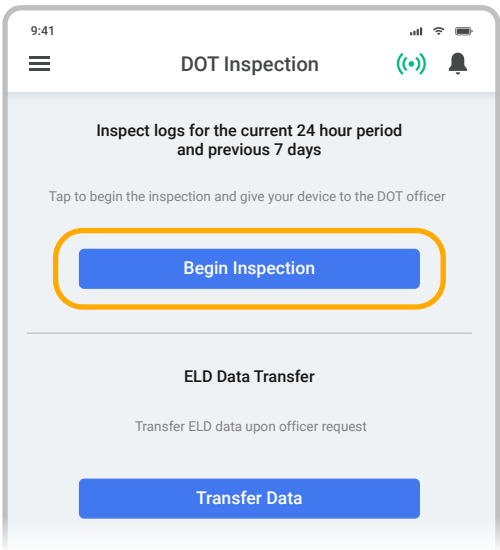 9:41
DOT Inspection
Inspect logs for the current 24 hour period
and previous 7 days
Tap to begin the inspection and give your device to the DOT officer
Begin Inspection
ELD Data Transfer
Transfer ELD data upon officer request
Transfer Data